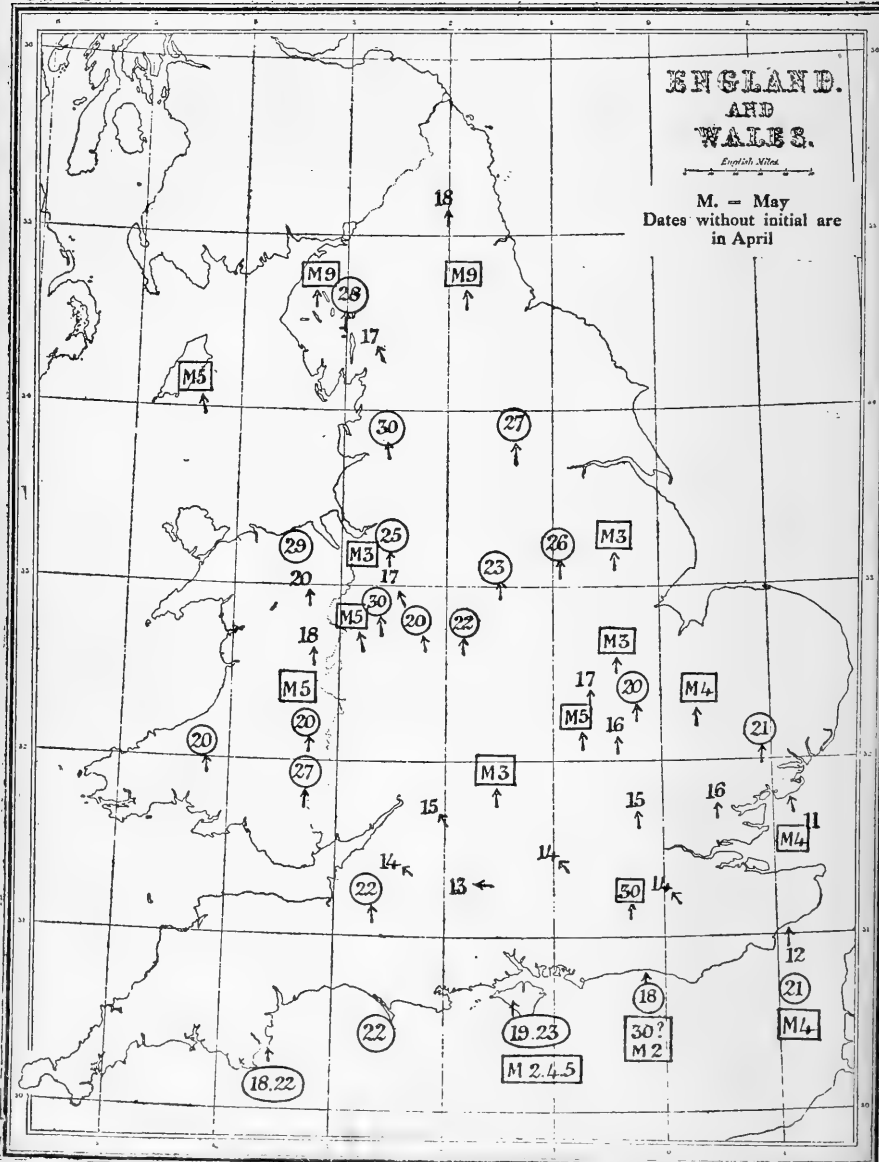 ENGLAND.
AND
WALES.
English Miles
M. = May
Dates without initial are
in April
18
M9
M9
28
17
M5
30
27
29
M3
25
26
M3
23
20
17
30
M5
20
22
18
M3
M5
17
20
M4
M5
16
20
20
21
27
M3
15
15
16
11
M4
14
14
13
22
30
14
12
21
M4
18
22
19.23
30?
M 2
M 2.4.5
18.22